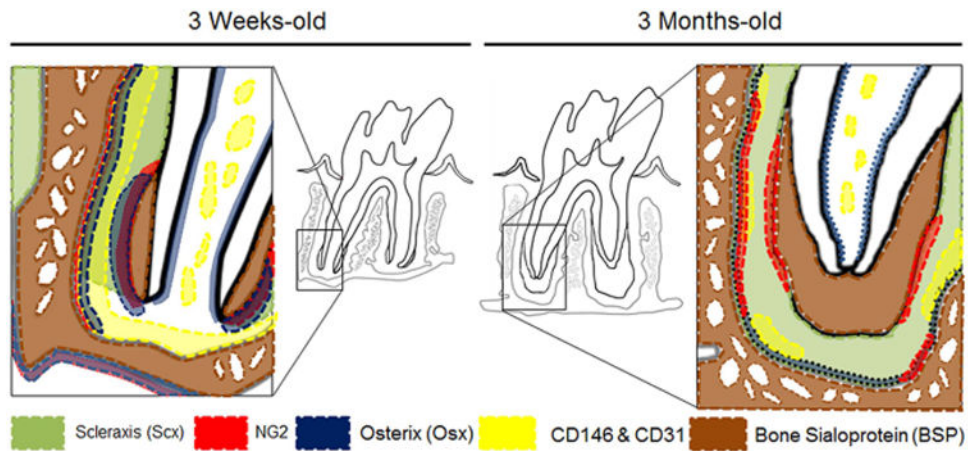 3 Weeks-old
3 Months-old
Scleraxis (Scx)
NG2
Osterix (Osx)
CD146 & CD31
Bone Sialoprotein (BSP)